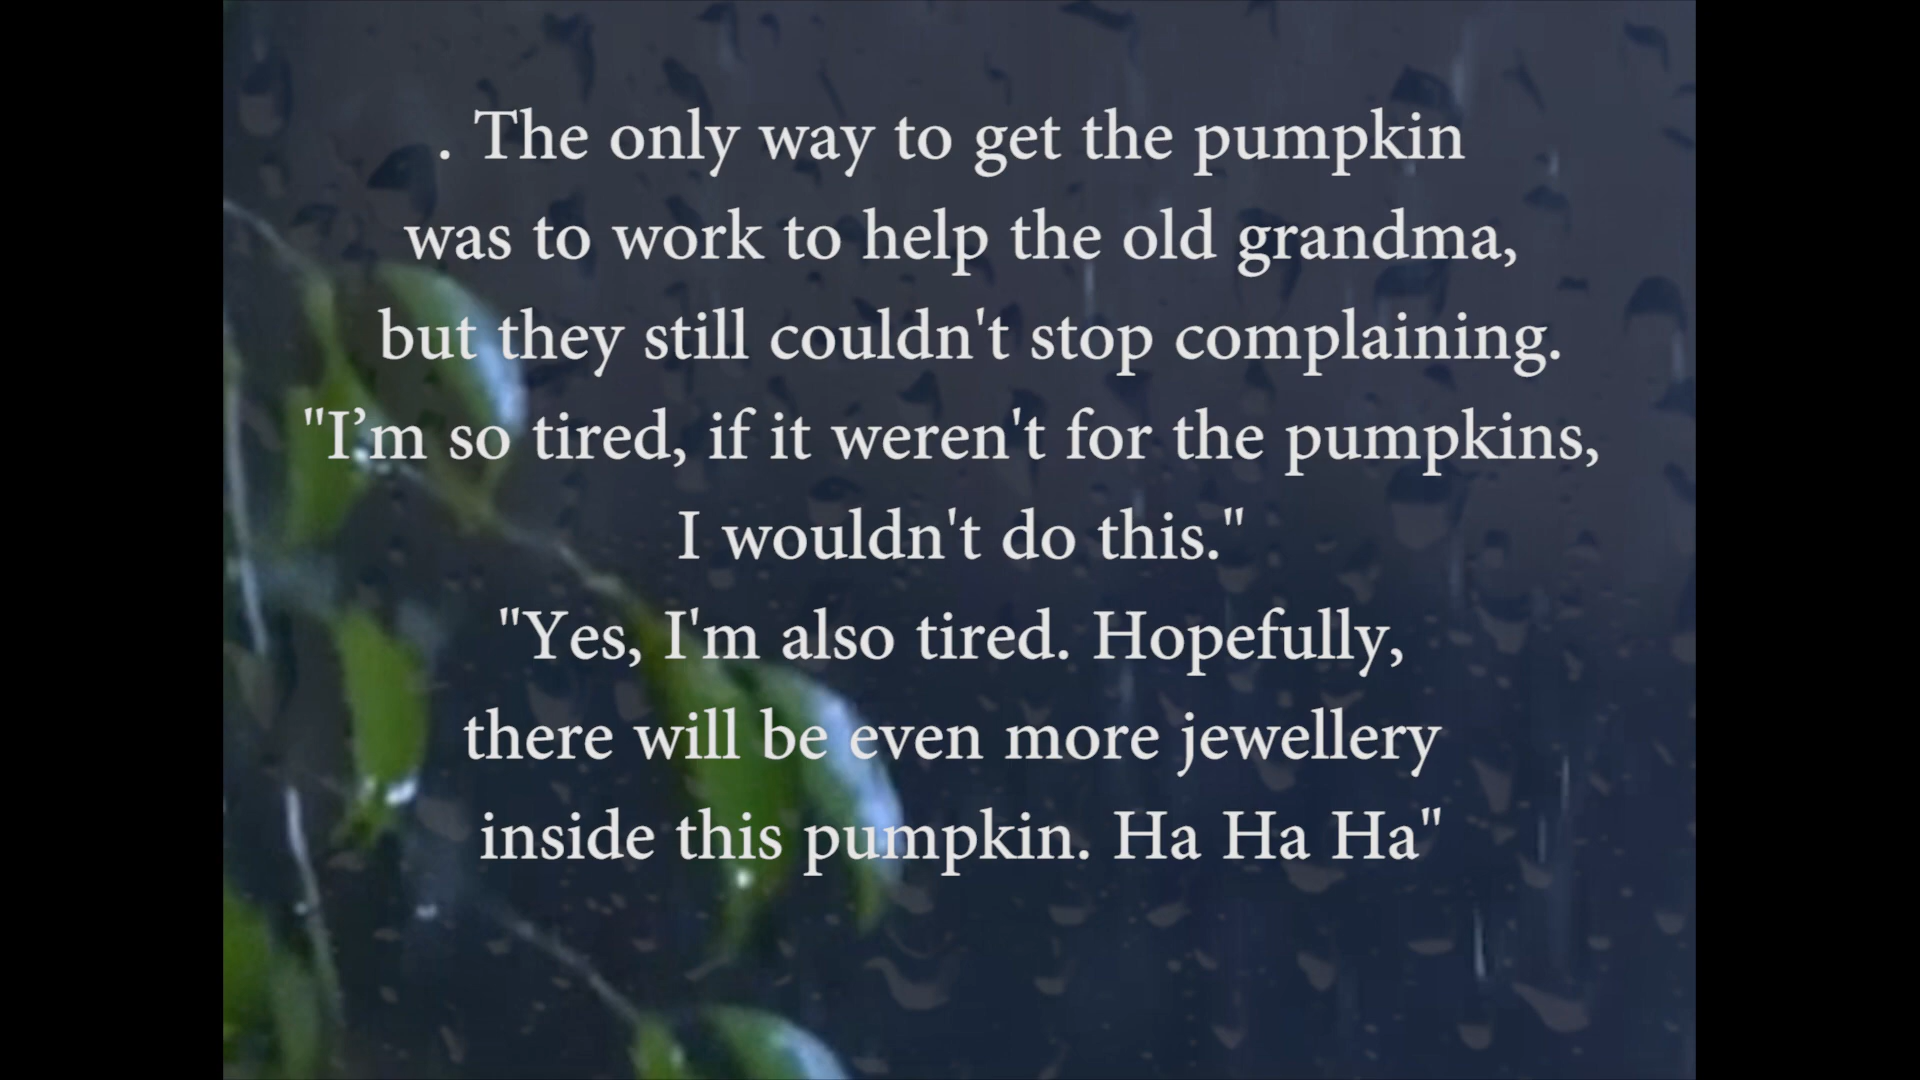 . The only way to get the pumpkin
was to work to help the old grandma,
but they still couldn't stop complaining.
"I’m so tired, if it weren't for the pumpkins,
I wouldn't do this."
"Yes, I'm also tired. Hopefully,
there will be even more jewellery
inside this pumpkin. Ha Ha Ha"